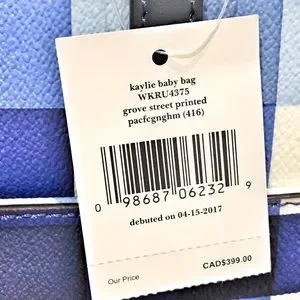 kaylie baby bag
WKRU4375
grove street printed
pacfcgnghm (416)
0 98687 06232 9
debuted on 04-15-2017
Our Price
CAD$399.00